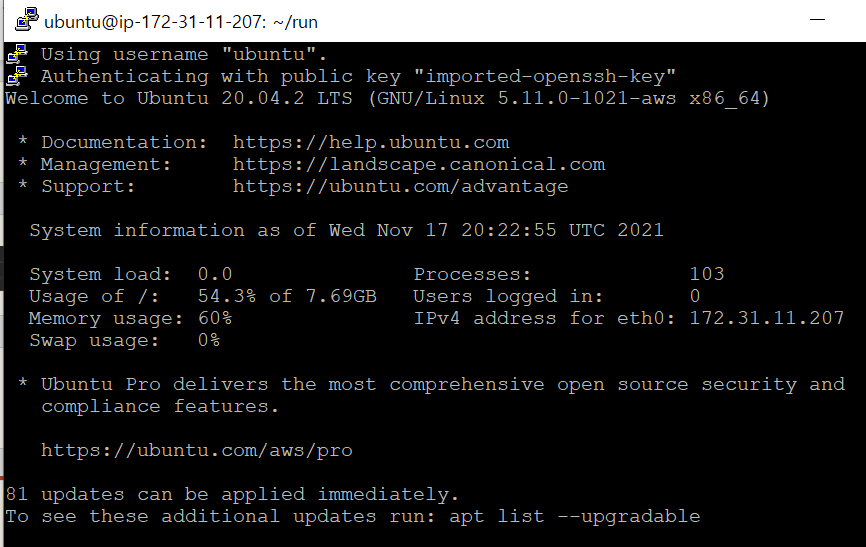 ubuntu@ip-172-31-11-207: ~/run
Using username "ubuntu".
Authenticating with public key "imported-openssh-key"
Welcome to Ubuntu 20.04.2 LTS (GNU/Linux 5.11.0-1021-aws x86_64)
* Documentation:  https://help.ubuntu.com
* Management:     https://landscape.canonical.com
* Support:        https://ubuntu.com/advantage
System information as of Wed Nov 17 20:22:55 UTC 2021
System load:  0.0               Processes:             103
Usage of /:   54.3% of 7.69GB   Users logged in:       0
Memory usage: 60%               IPv4 address for eth0: 172.31.11.207
Swap usage:   0%
* Ubuntu Pro delivers the most comprehensive open source security and
compliance features.
https://ubuntu.com/aws/pro
81 updates can be applied immediately.
To see these additional updates run: apt list --upgradable